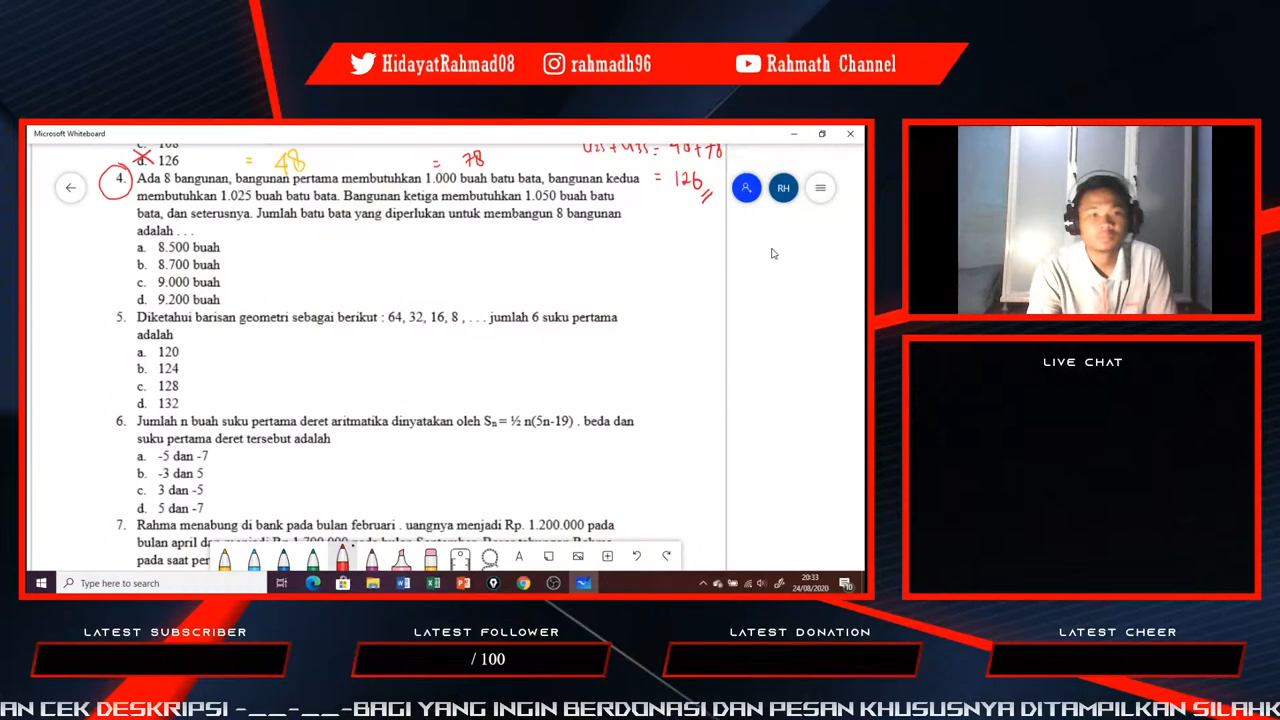 HidayatRahmad08 rahmadh96 Rahmath Channel
Microsoft Whiteboard
c. 108
d. 126 = 48 = 78
= 126
4. Ada 8 bangunan, bangunan pertama membutuhkan 1.000 buah batu bata, bangunan kedua
membutuhkan 1.025 buah batu bata. Bangunan ketiga membutuhkan 1.050 buah batu
bata, dan seterusnya. Jumlah batu bata yang diperlukan untuk membangun 8 bangunan
adalah . . .
a. 8.500 buah
b. 8.700 buah
c. 9.000 buah
d. 9.200 buah
5. Diketahui barisan geometri sebagai berikut : 64, 32, 16, 8 , . . . jumlah 6 suku pertama
adalah
a. 120
b. 124
c. 128
d. 132
6. Jumlah n buah suku pertama deret aritmatika dinyatakan oleh Sn = ½ n(5n-19) . beda dan
suku pertama deret tersebut adalah
a. -5 dan -7
b. -3 dan 5
c. 3 dan -5
d. 5 dan -7
7. Rahma menabung di bank pada bulan februari . uangnya menjadi Rp. 1.200.000 pada
bulan april
pada saat
RH
Type here to search
20:33
24/08/2020
10
LIVE CHAT
LATEST SUBSCRIBER LATEST FOLLOWER LATEST DONATION LATEST CHEER
/ 100
AN CEK DESKRIPSI -__--__-BAGI YANG INGIN BERDONASI DAN PESAN KHUSUSNYA DITAMPILKAN